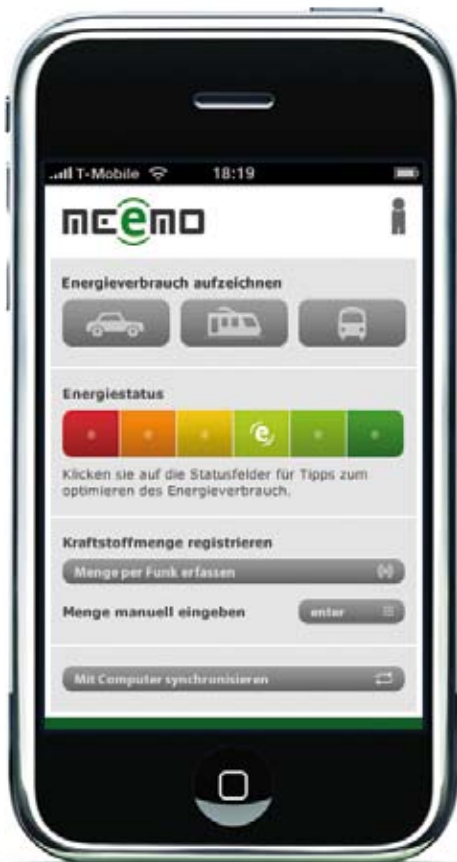 T-Mobile 18:19
mcemo
Energieverbrauch aufzeichnen
Energiestatus
e
Klicken sie auf die Statusfelder für Tipps zum
optimieren des Energieverbrauch.
Kraftstoffmenge registrieren
Menge per Funk erfassen
Menge manuell eingeben enter
Mit Computer synchronisieren